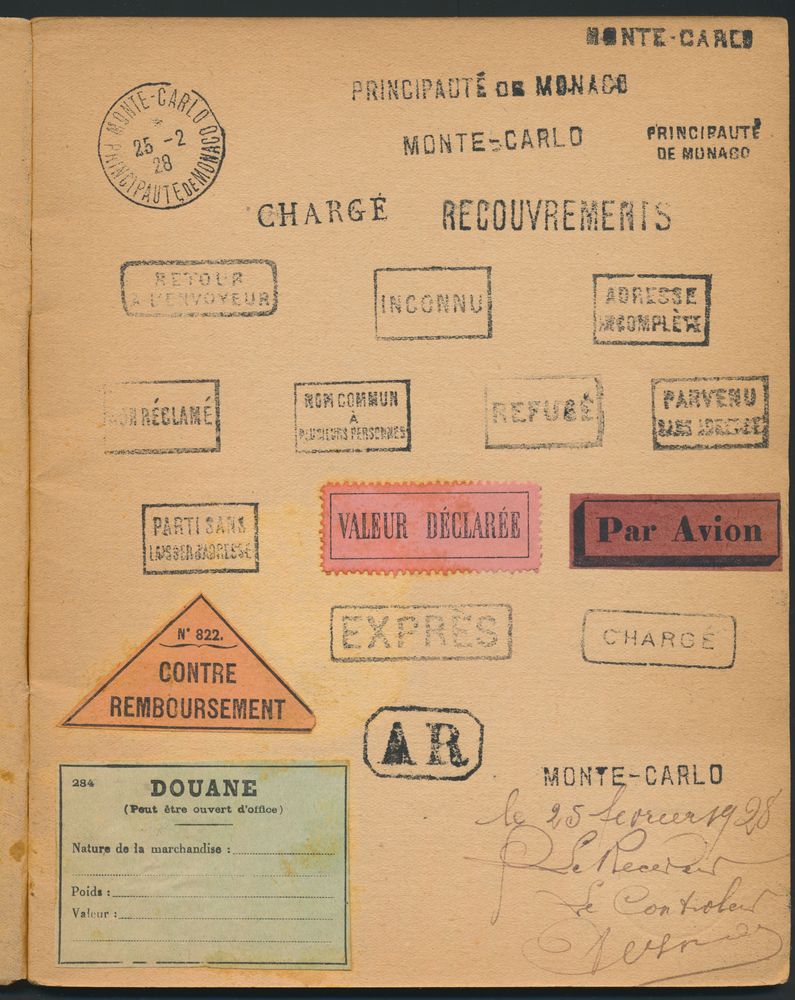 MONTE-CARLO
PRINCIPAUTÉ DE MONACO
MONTE-CARLO
PRINCIPAUTÉ
DE MONACO
MONTE-CARLO
PRINCIPAUTE DE MONACO
25 -2
28
CHARGÉ
RECOUVREMENTS
RETOUR
A L'ENVOYEUR
INCONNU
ADRESSE
INCOMPLÈTE
NON RÉCLAMÉ
NOM COMMUN
À
PLUSIEURS PERSONNES
REFUSÉ
PARVENU
SANS ADRESSE
PARTI SANS
LAISSER D'ADRESSE
VALEUR DÉCLARÉE
Par Avion
N° 822.
CONTRE
REMBOURSEMENT
EXPRÈS
CHARGÉ
AR
284
DOUANE
(Peut être ouvert d'office)
Nature de la marchandise :
Poids :
Valeur :
MONTE-CARLO
le 25 fevrier 1928
Le Receveur
Le Controleur